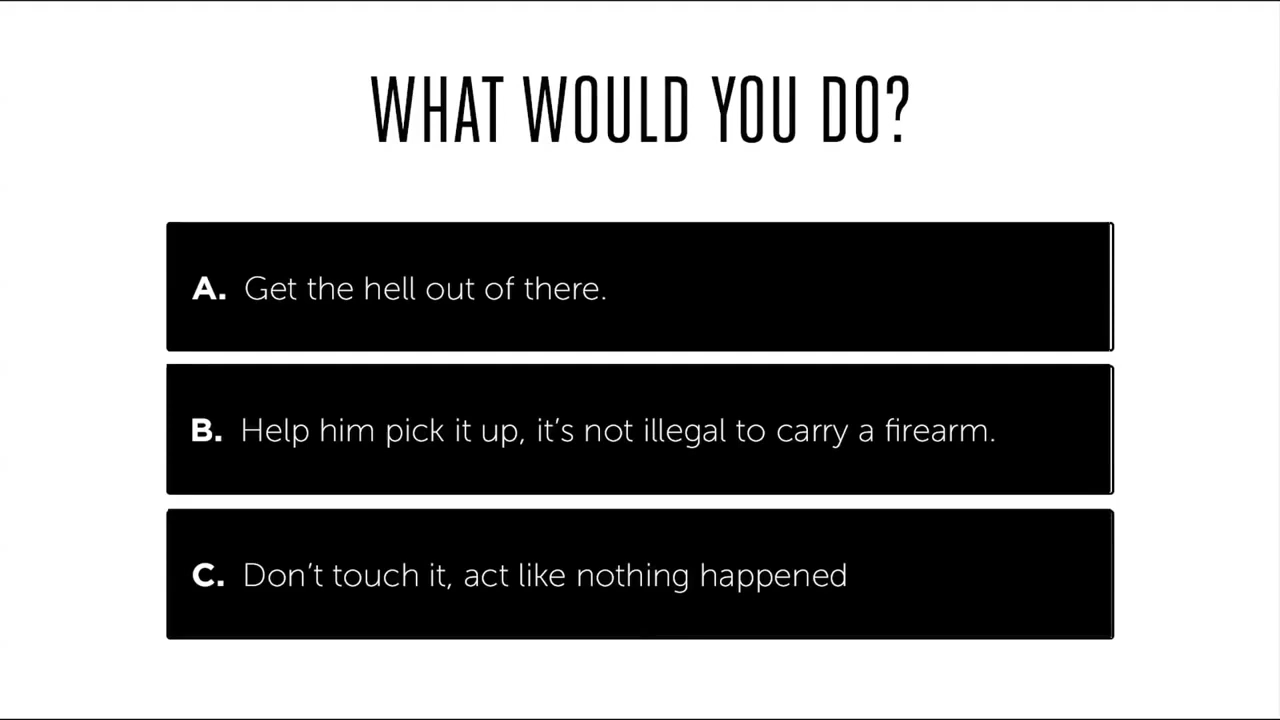 WHAT WOULD YOU DO?
A. Get the hell out of there.
B. Help him pick it up, it’s not illegal to carry a firearm.
C. Don’t touch it, act like nothing happened